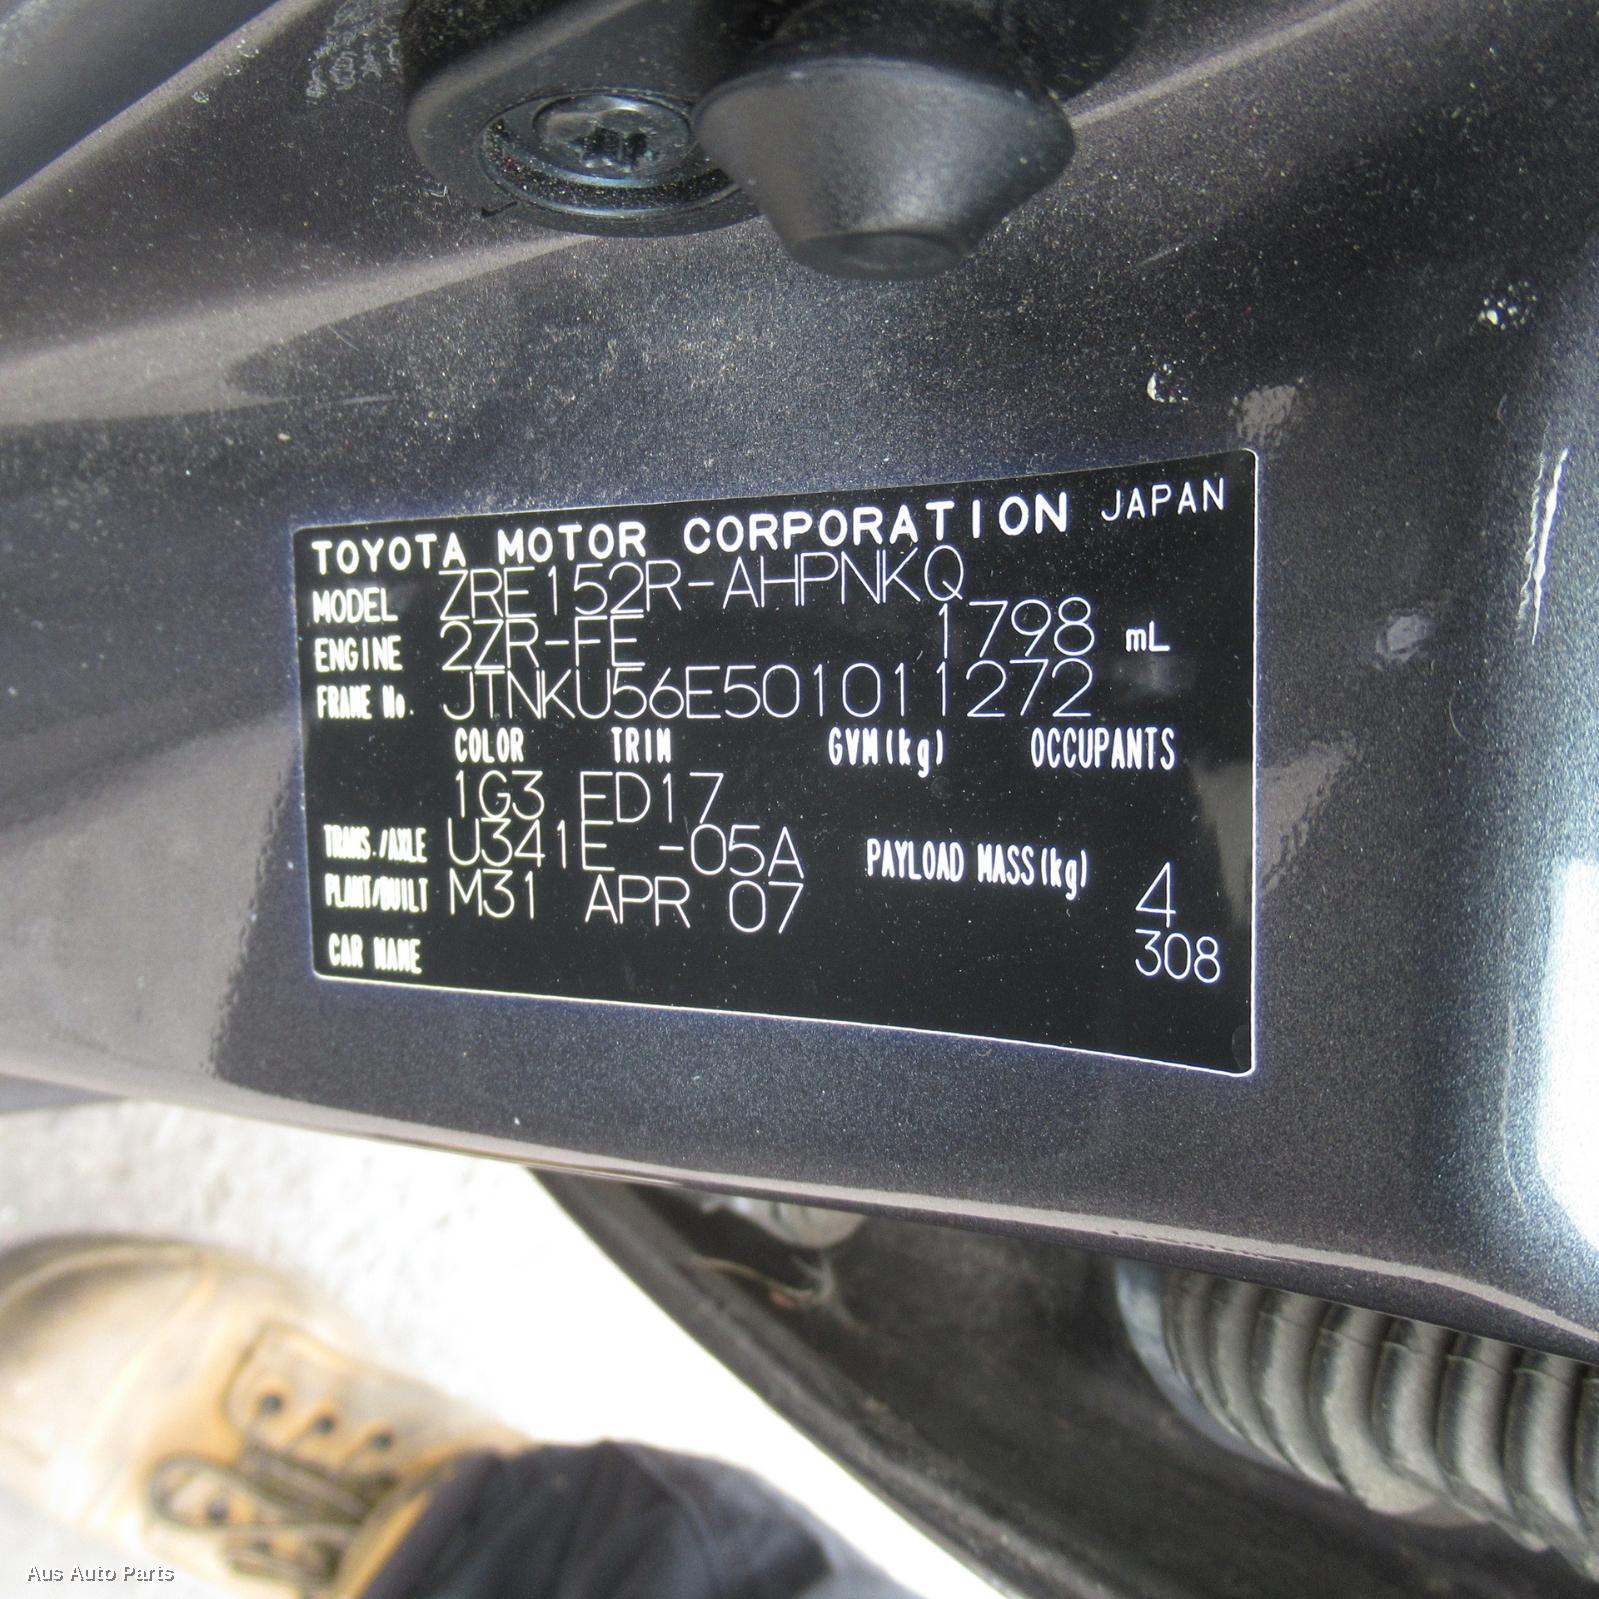 TOYOTA MOTOR CORPORATION JAPAN
MODEL ZRE152R-AHPNKQ
ENGINE 2ZR-FE 1798 mL
FRAME No. JTNKU56E501011272
COLOR TRIM GVM(kg) OCCUPANTS
1G3 ED17
TRANS./AXLE U341E -05A PAYLOAD MASS(kg) 4
PLANT/BUILT M31 APR 07 308
CAR NAME
Aus Auto Parts